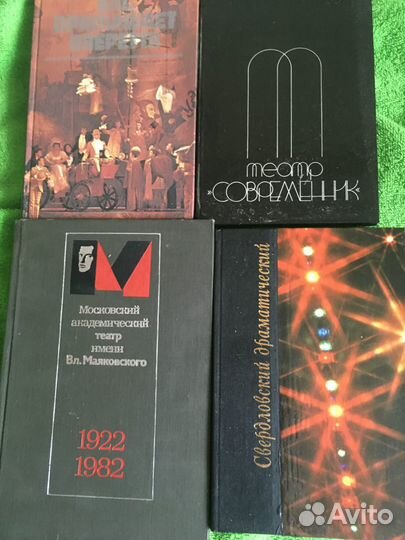 театр
"СОВРЕМЕННИК"
Московский
академический
театр
имени
Вл. Маяковского
1922
1982
Свердловский драматический
Avito